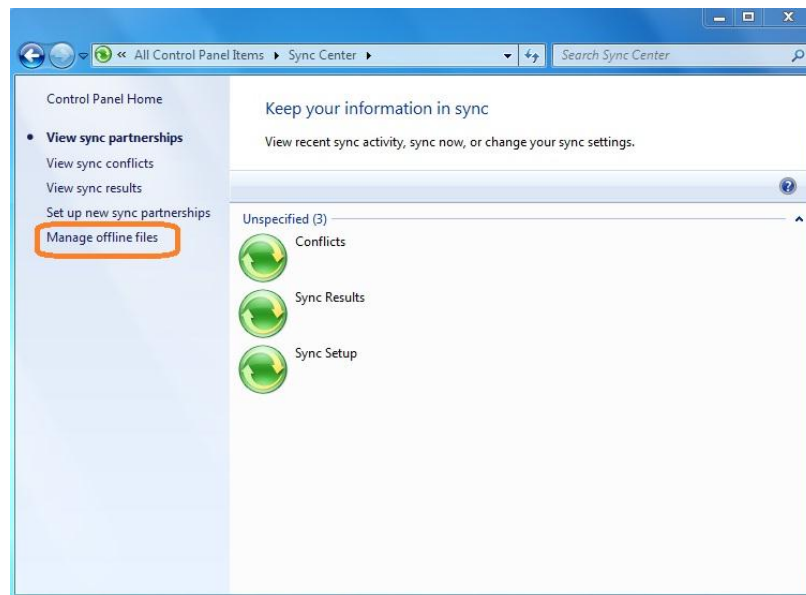 « All Control Panel Items ▸ Sync Center ▸
Search Sync Center
Control Panel Home
View sync partnerships
View sync conflicts
View sync results
Set up new sync partnerships
Manage offline files
Keep your information in sync
View recent sync activity, sync now, or change your sync settings.
Unspecified (3)
Conflicts
Sync Results
Sync Setup